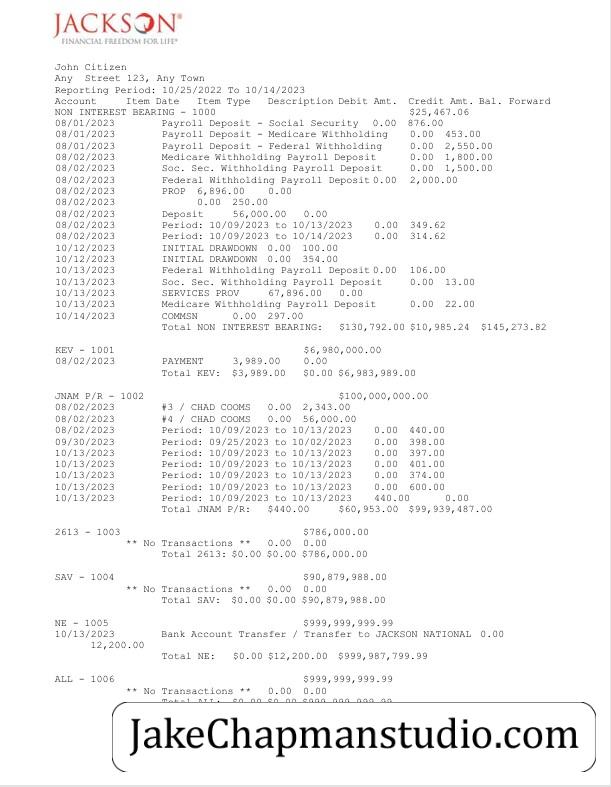 JACKSON®
FINANCIAL FREEDOM FOR LIFE®
John Citizen
Any Street 123, Any Town
Reporting Period: 10/25/2022 To 10/14/2023
Account Item Date Item Type Description Debit Amt. Credit Amt. Bal. Forward
NON INTEREST BEARING - 1000 $25,467.06
08/01/2023 Payroll Deposit - Social Security 0.00 876.00
08/01/2023 Payroll Deposit - Medicare Withholding 0.00 453.00
08/01/2023 Payroll Deposit - Federal Withholding 0.00 2,550.00
08/02/2023 Medicare Withholding Payroll Deposit 0.00 1,800.00
08/02/2023 Soc. Sec. Withholding Payroll Deposit 0.00 1,500.00
08/02/2023 Federal Withholding Payroll Deposit 0.00 2,000.00
08/02/2023 PROP 6,896.00 0.00
08/02/2023 0.00 250.00
08/02/2023 Deposit 56,000.00 0.00
08/02/2023 Period: 10/09/2023 to 10/13/2023 0.00 349.62
08/02/2023 Period: 10/09/2023 to 10/14/2023 0.00 314.62
10/12/2023 INITIAL DRAWDOWN 0.00 100.00
10/12/2023 INITIAL DRAWDOWN 0.00 354.00
10/13/2023 Federal Withholding Payroll Deposit 0.00 106.00
10/13/2023 Soc. Sec. Withholding Payroll Deposit 0.00 13.00
10/13/2023 SERVICES PROV 67,896.00 0.00
10/13/2023 Medicare Withholding Payroll Deposit 0.00 22.00
10/14/2023 COMMSN 0.00 297.00
Total NON INTEREST BEARING: $130,792.00 $10,985.24 $145,273.82
KEV - 1001 $6,980,000.00
08/02/2023 PAYMENT 3,989.00 0.00
Total KEV: $3,989.00 $0.00 $6,983,989.00
JNAM P/R - 1002 $100,000,000.00
08/02/2023 #3 / CHAD COOMS 0.00 2,343.00
08/02/2023 #4 / CHAD COOMS 0.00 56,000.00
08/02/2023 Period: 10/09/2023 to 10/13/2023 0.00 440.00
09/30/2023 Period: 09/25/2023 to 10/02/2023 0.00 398.00
10/13/2023 Period: 10/09/2023 to 10/13/2023 0.00 397.00
10/13/2023 Period: 10/09/2023 to 10/13/2023 0.00 401.00
10/13/2023 Period: 10/09/2023 to 10/13/2023 0.00 374.00
10/13/2023 Period: 10/09/2023 to 10/13/2023 0.00 600.00
10/13/2023 Period: 10/09/2023 to 10/13/2023 440.00 0.00
Total JNAM P/R: $440.00 $60,953.00 $99,939,487.00
2613 - 1003 $786,000.00
** No Transactions ** 0.00 0.00
Total 2613: $0.00 $0.00 $786,000.00
SAV - 1004 $90,879,988.00
** No Transactions ** 0.00 0.00
Total SAV: $0.00 $0.00 $90,879,988.00
NE - 1005 $999,999,999.99
10/13/2023 Bank Account Transfer / Transfer to JACKSON NATIONAL 0.00
12,200.00
Total NE: $0.00 $12,200.00 $999,987,799.99
ALL - 1006 $999,999,999.99
** No Transactions ** 0.00 0.00
Total ALL: $0.00 $0.00 $999,999,999.99
JakeChapmanstudio.com